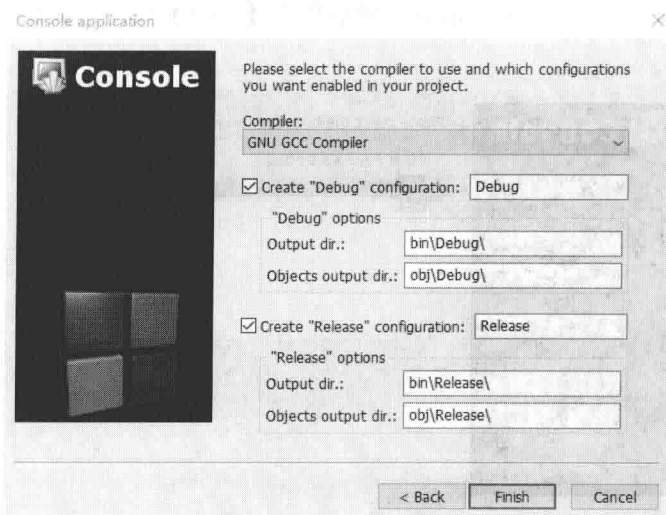 Console application
Console
Please select the compiler to use and which configurations
you want enabled in your project.
Compiler:
GNU GCC Compiler
Create "Debug" configuration: Debug
"Debug" options
Output dir.: bin\Debug\
Objects output dir.: obj\Debug\
Create "Release" configuration: Release
"Release" options
Output dir.: bin\Release\
Objects output dir.: obj\Release\
< Back Finish Cancel